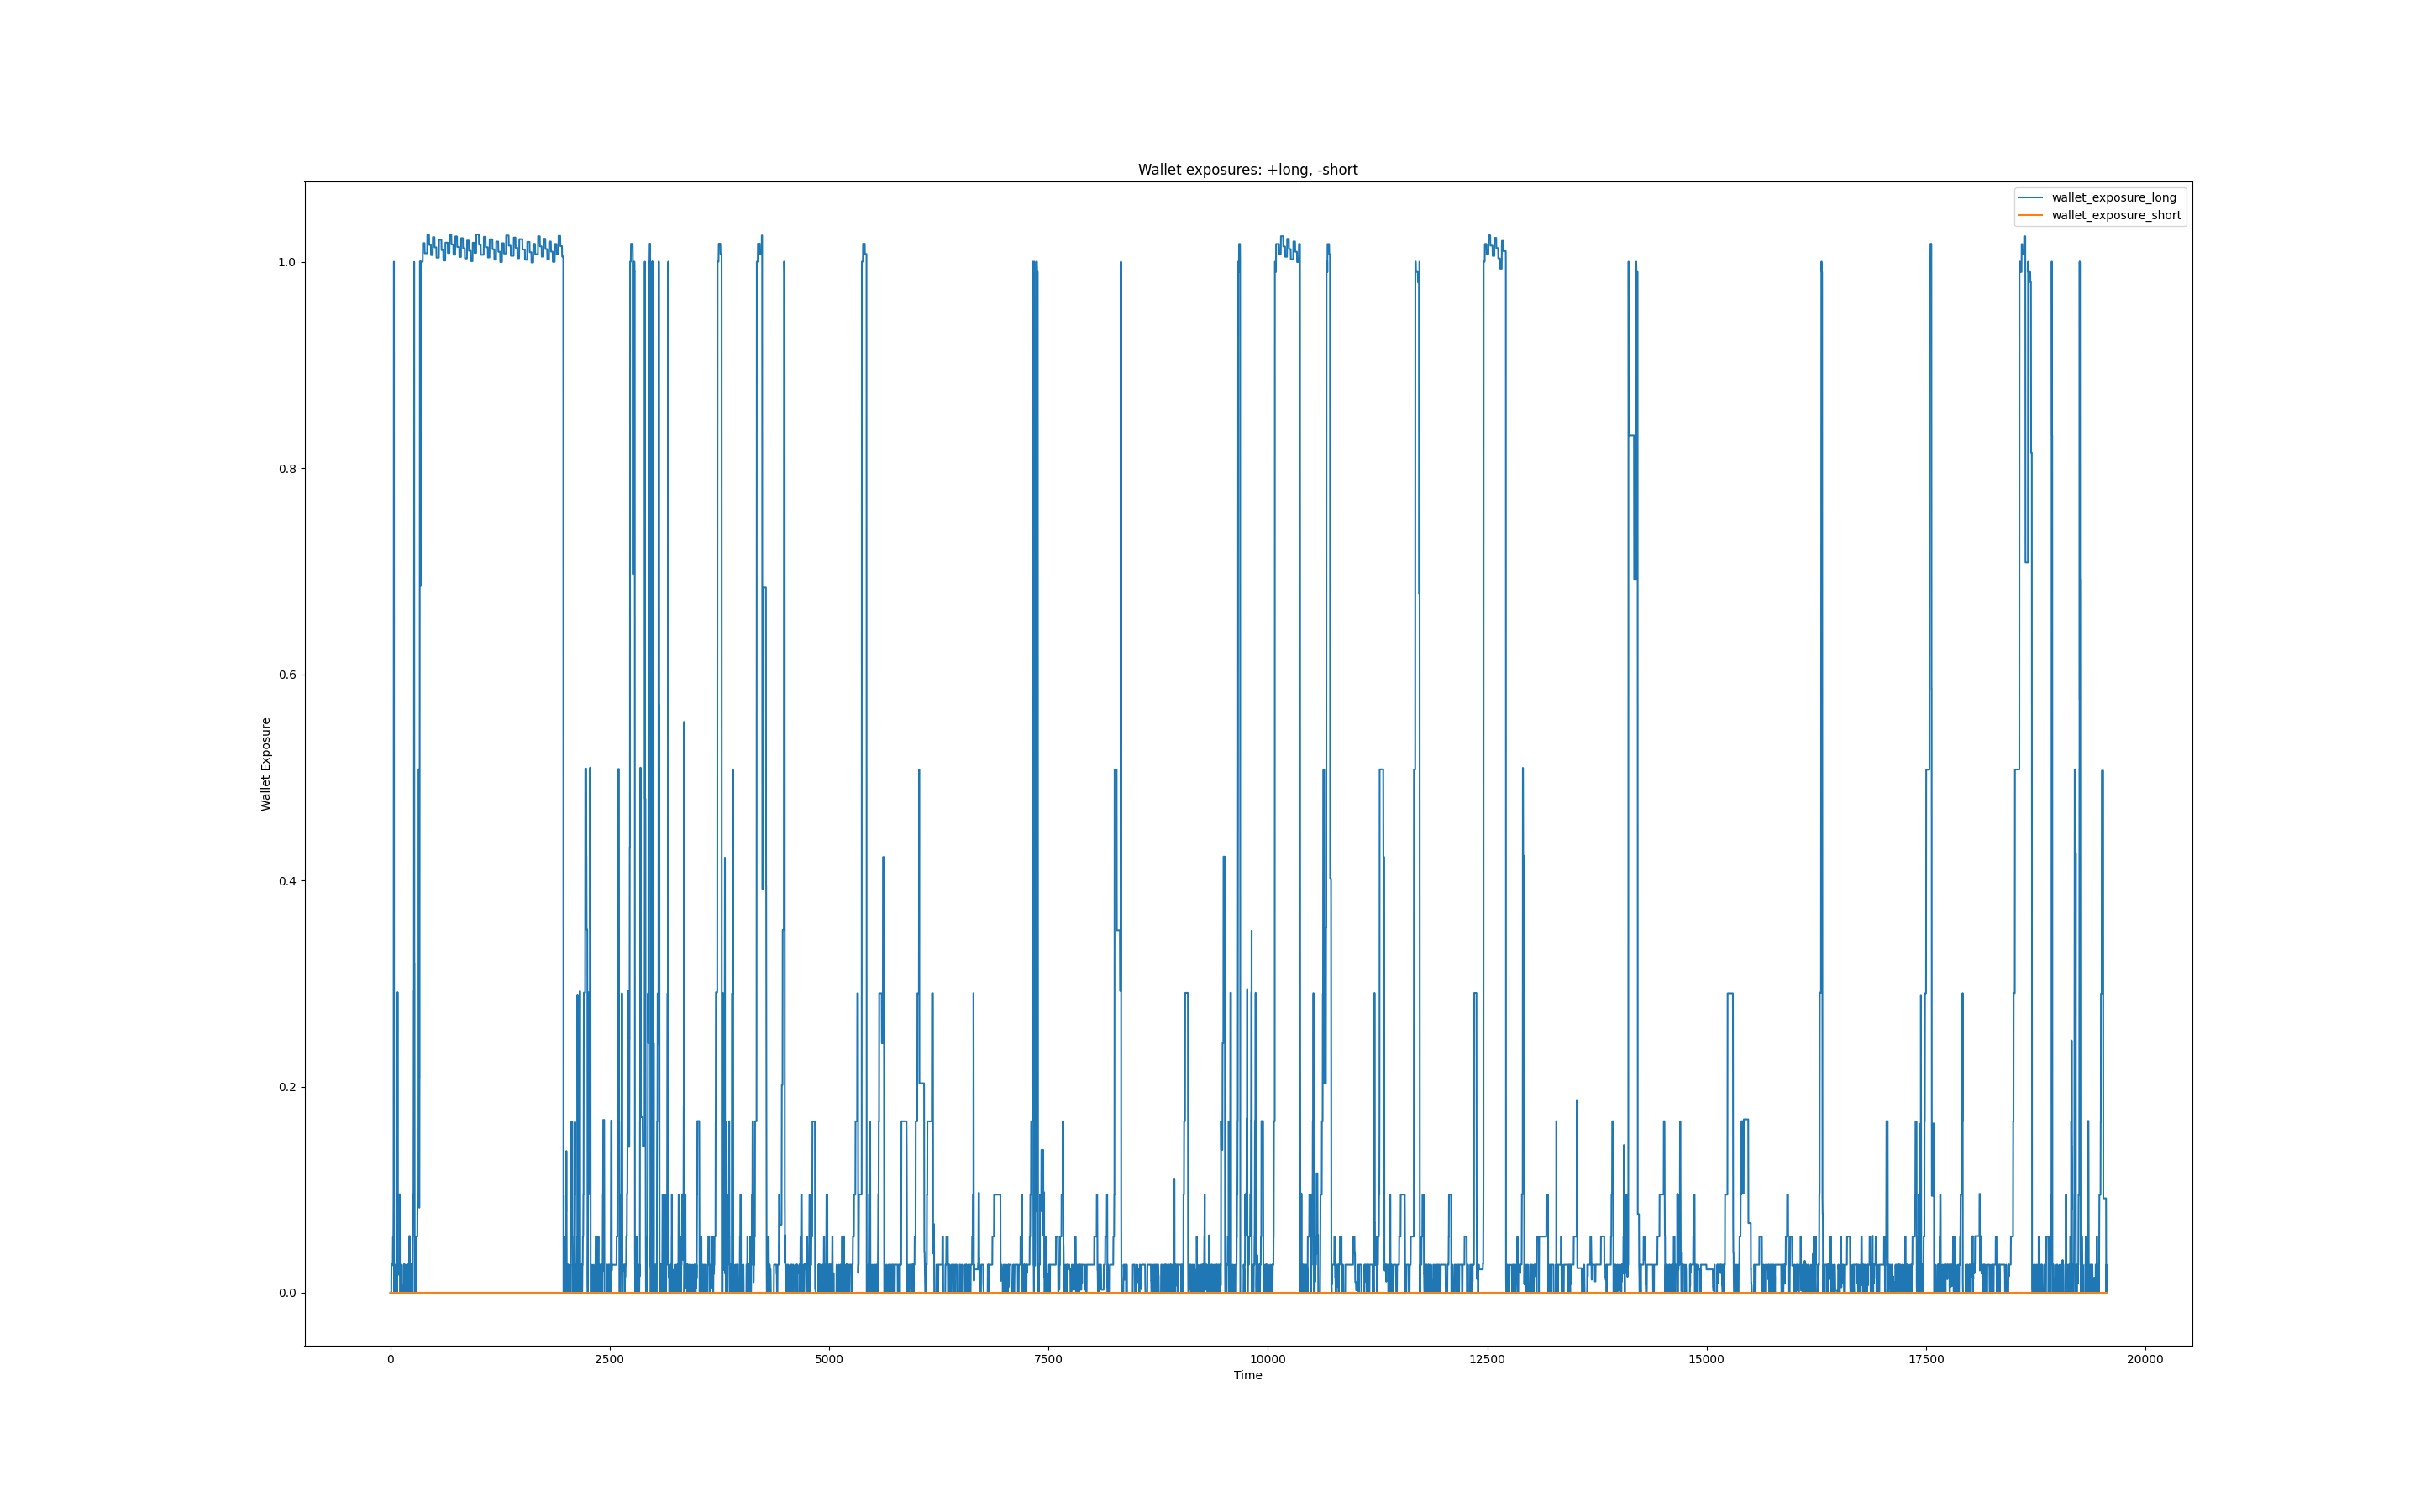 Wallet exposures: +long, -short
wallet_exposure_long
wallet_exposure_short
1.0
0.8
0.6
0.4
0.2
0.0
Wallet Exposure
0 2500 5000 7500 10000 12500 15000 17500 20000
Time